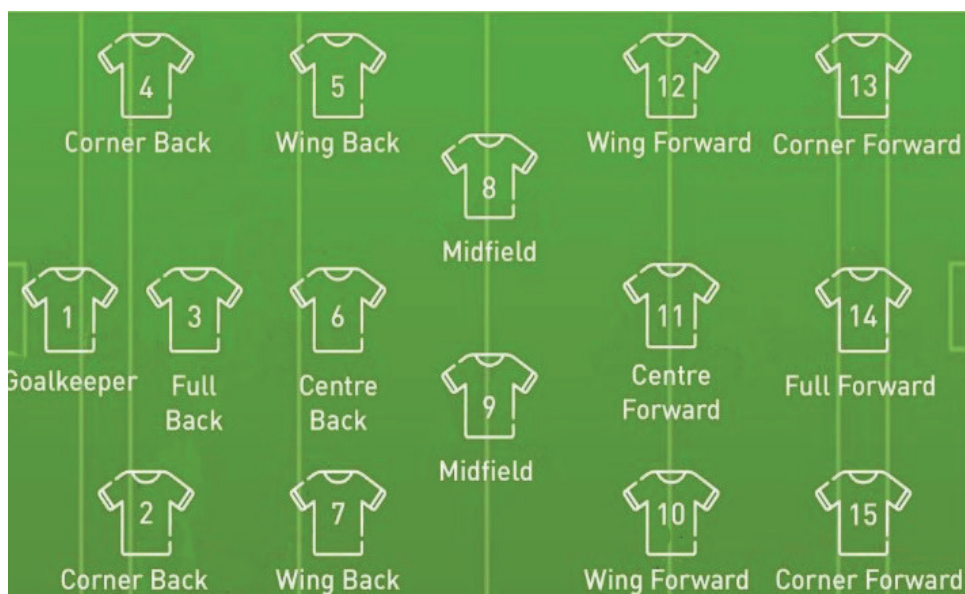 4
Corner Back
5
Wing Back
12
Wing Forward
13
Corner Forward
8
Midfield
1
Goalkeeper
3
Full
Back
6
Centre
Back
11
Centre
Forward
14
Full Forward
9
Midfield
2
Corner Back
7
Wing Back
10
Wing Forward
15
Corner Forward